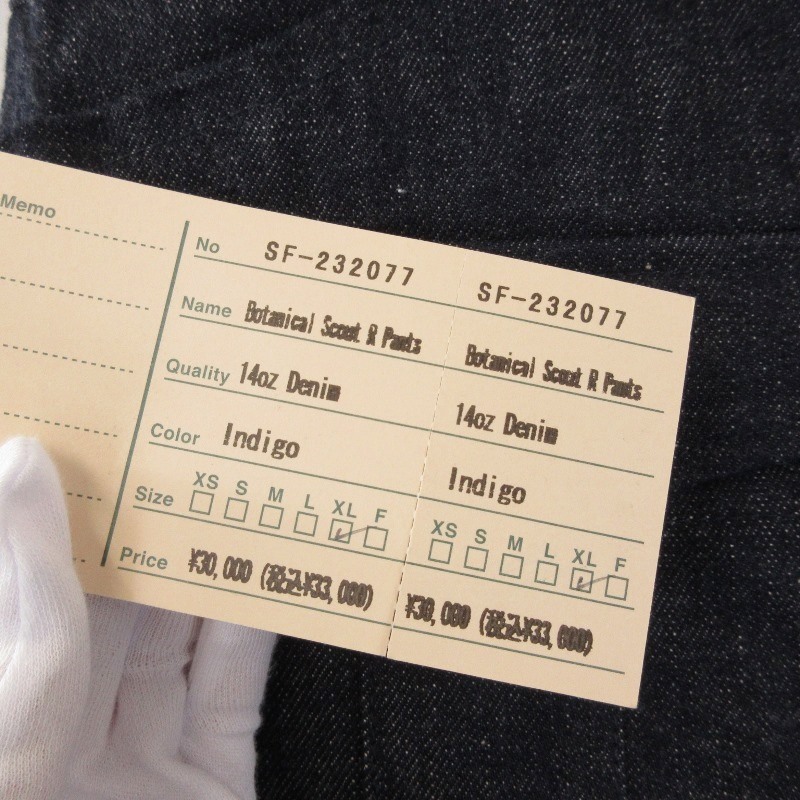 Memo
No SF-232077
Name Botanical Scout R Pants
Quality 14oz Denim
Color Indigo
XS S M L XL F
Size
Price ¥30,000 (税込¥33,000)
SF-232077
Botanical Scout R Pants
14oz Denim
Indigo
XS S M L XL F
¥30,000 (税込¥33,000)